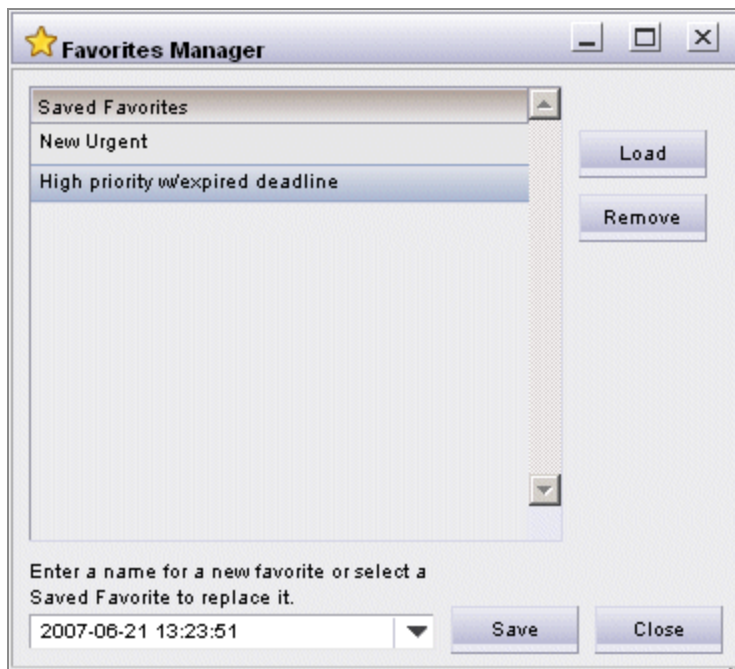 Favorites Manager
Saved Favorites
New Urgent
High priority w/expired deadline
Load
Remove
Enter a name for a new favorite or select a
Saved Favorite to replace it.
2007-06-21 13:23:51
Save
Close